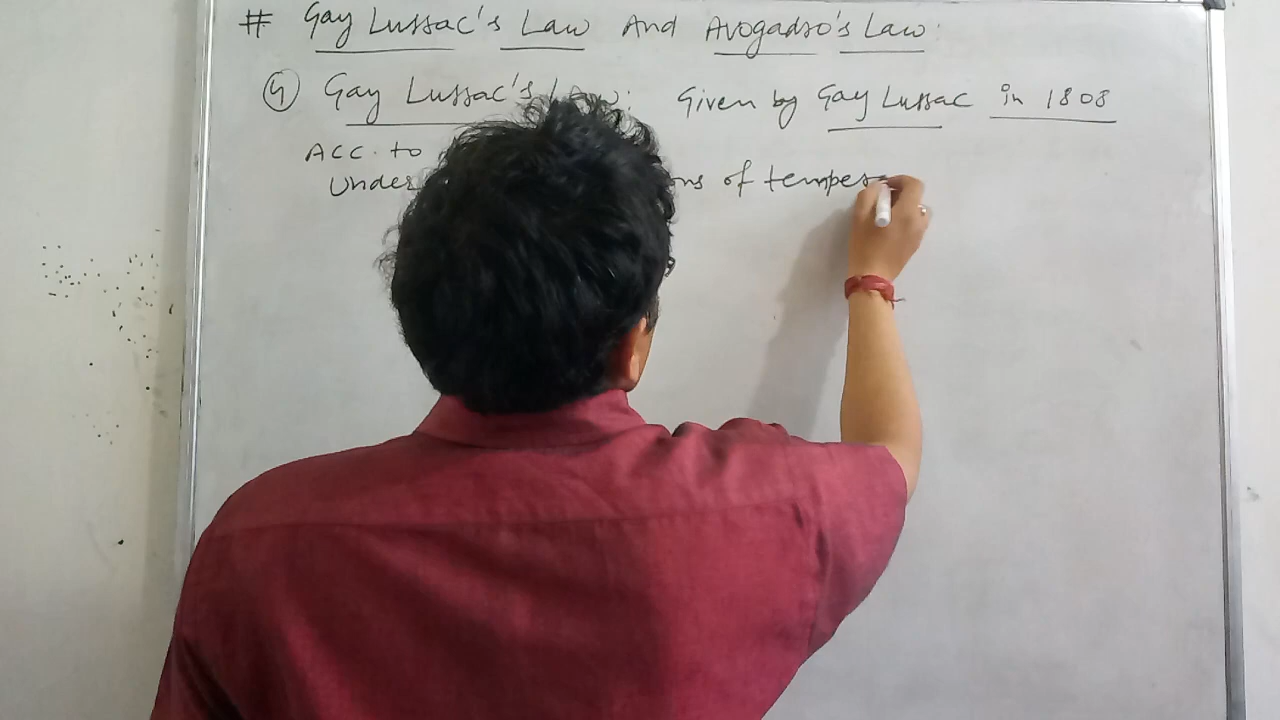 # Gay Lussac's Law And Avogadro's Law:
4) Gay Lussac's Law: Given by Gay Lussac in 1808
Acc. to
Under of temper